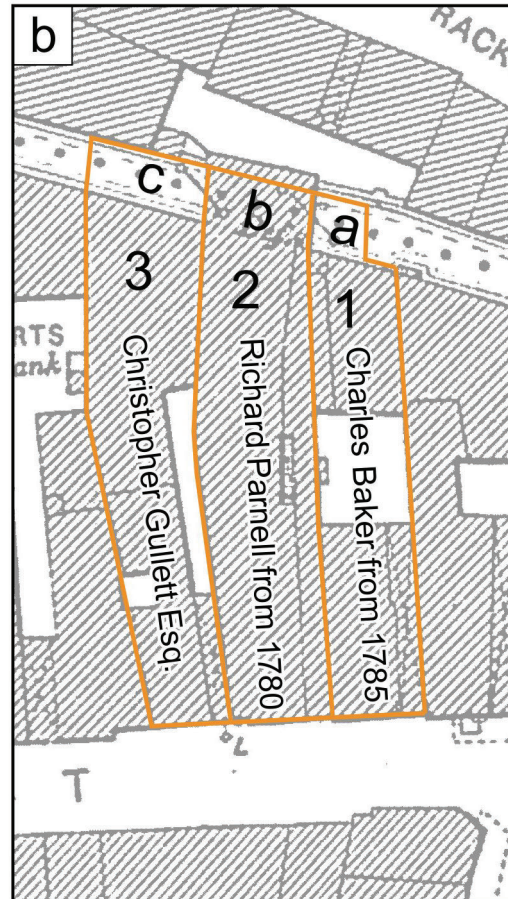 b
RACK
c
b
a
3
2
1
RTS
ank
Christopher Gullett Esq.
Richard Parnell from 1780
Charles Baker from 1785
L
T